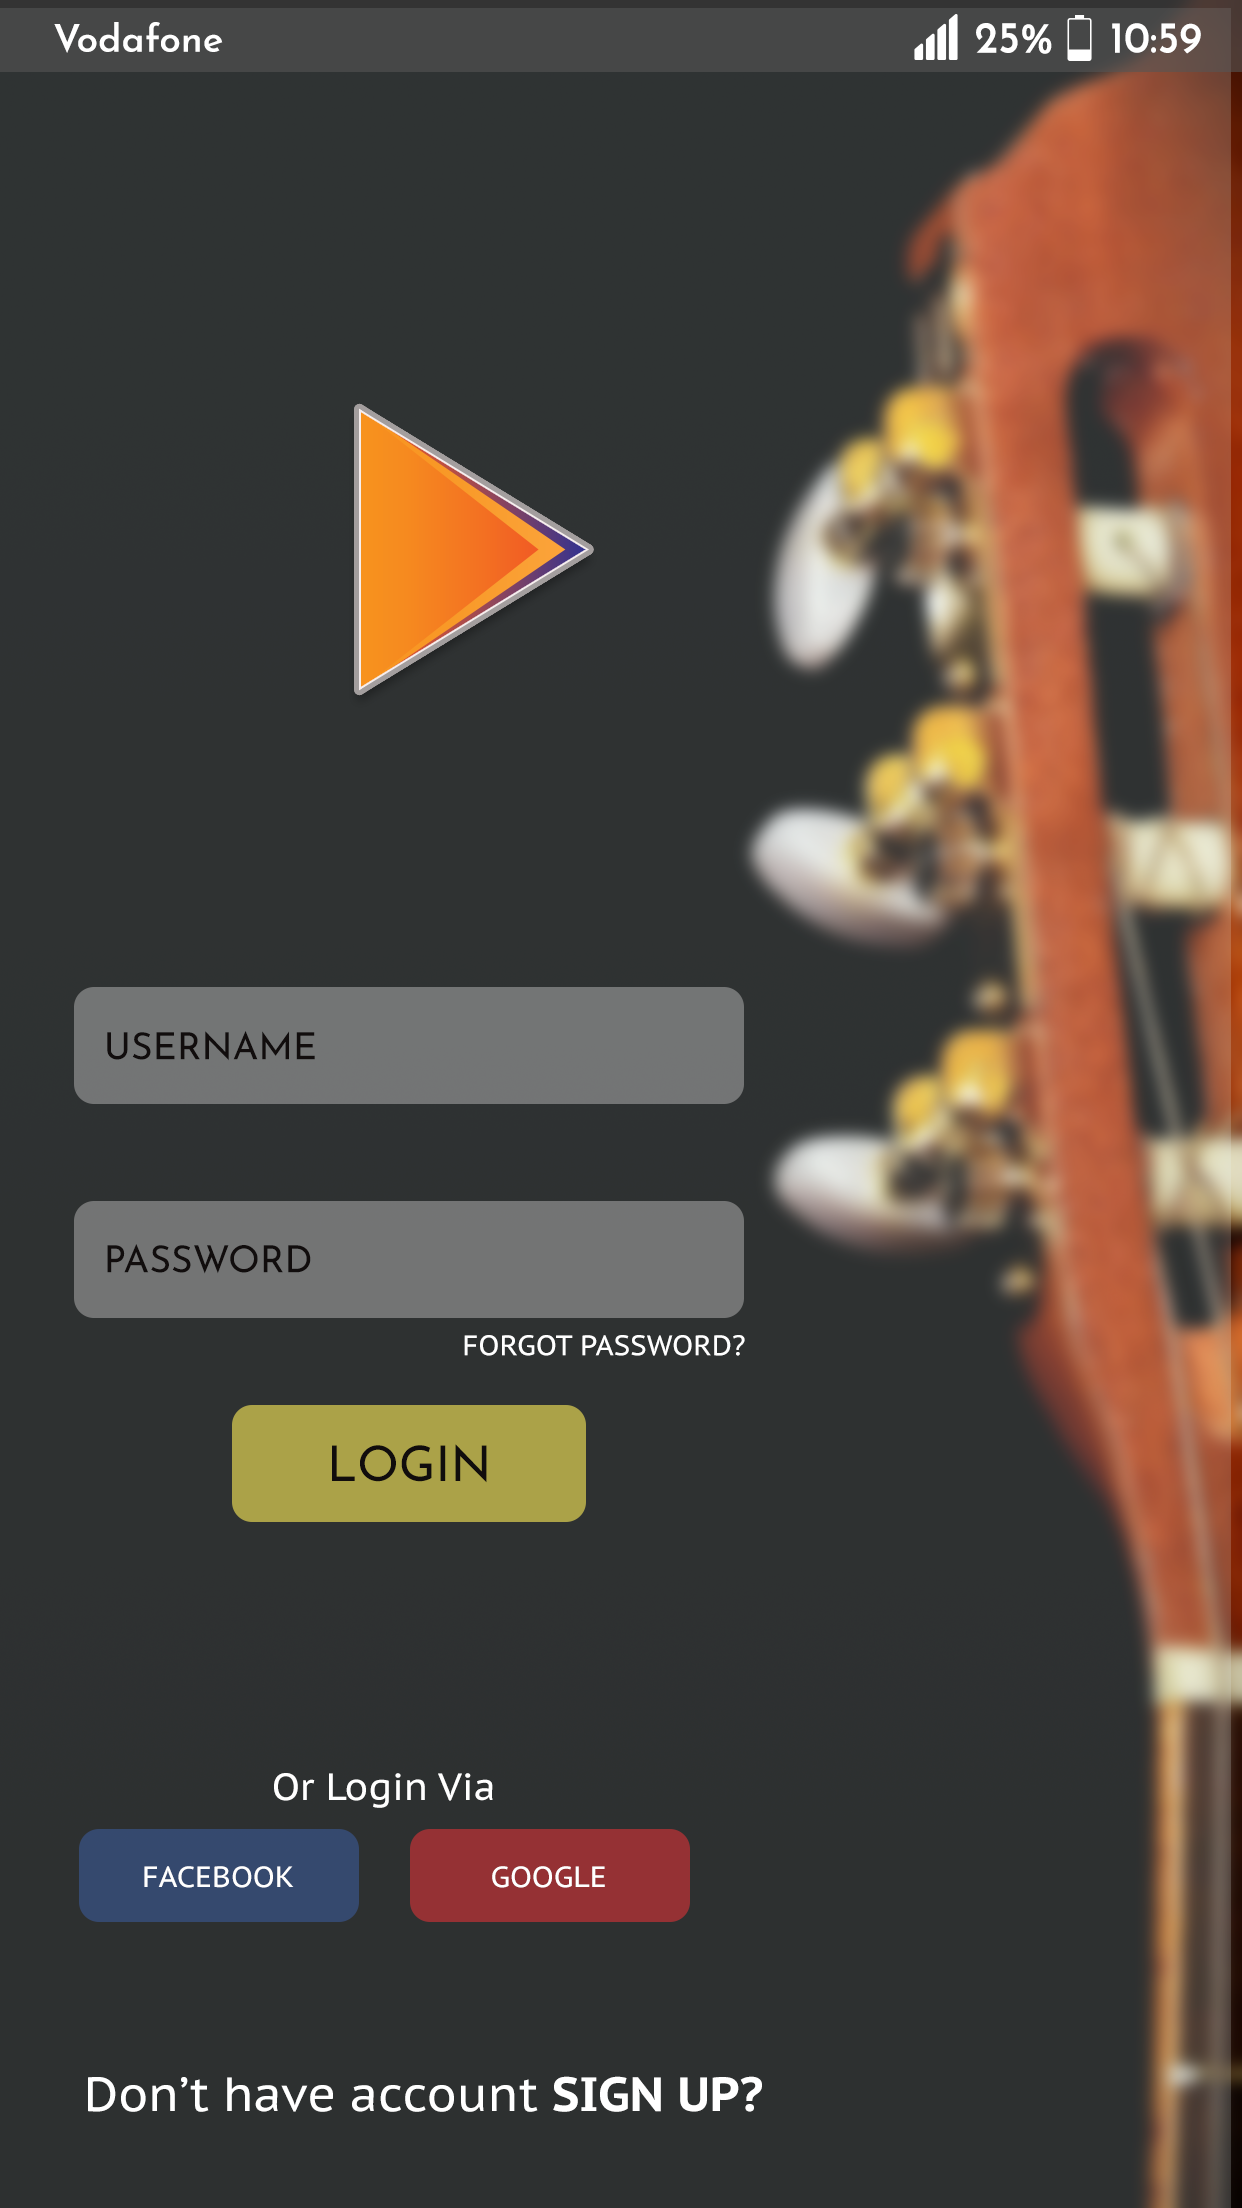 Vodafone 25% 10:59
USERNAME
PASSWORD
FORGOT PASSWORD?
LOGIN
Or Login Via
FACEBOOK GOOGLE
Don’t have account SIGN UP?